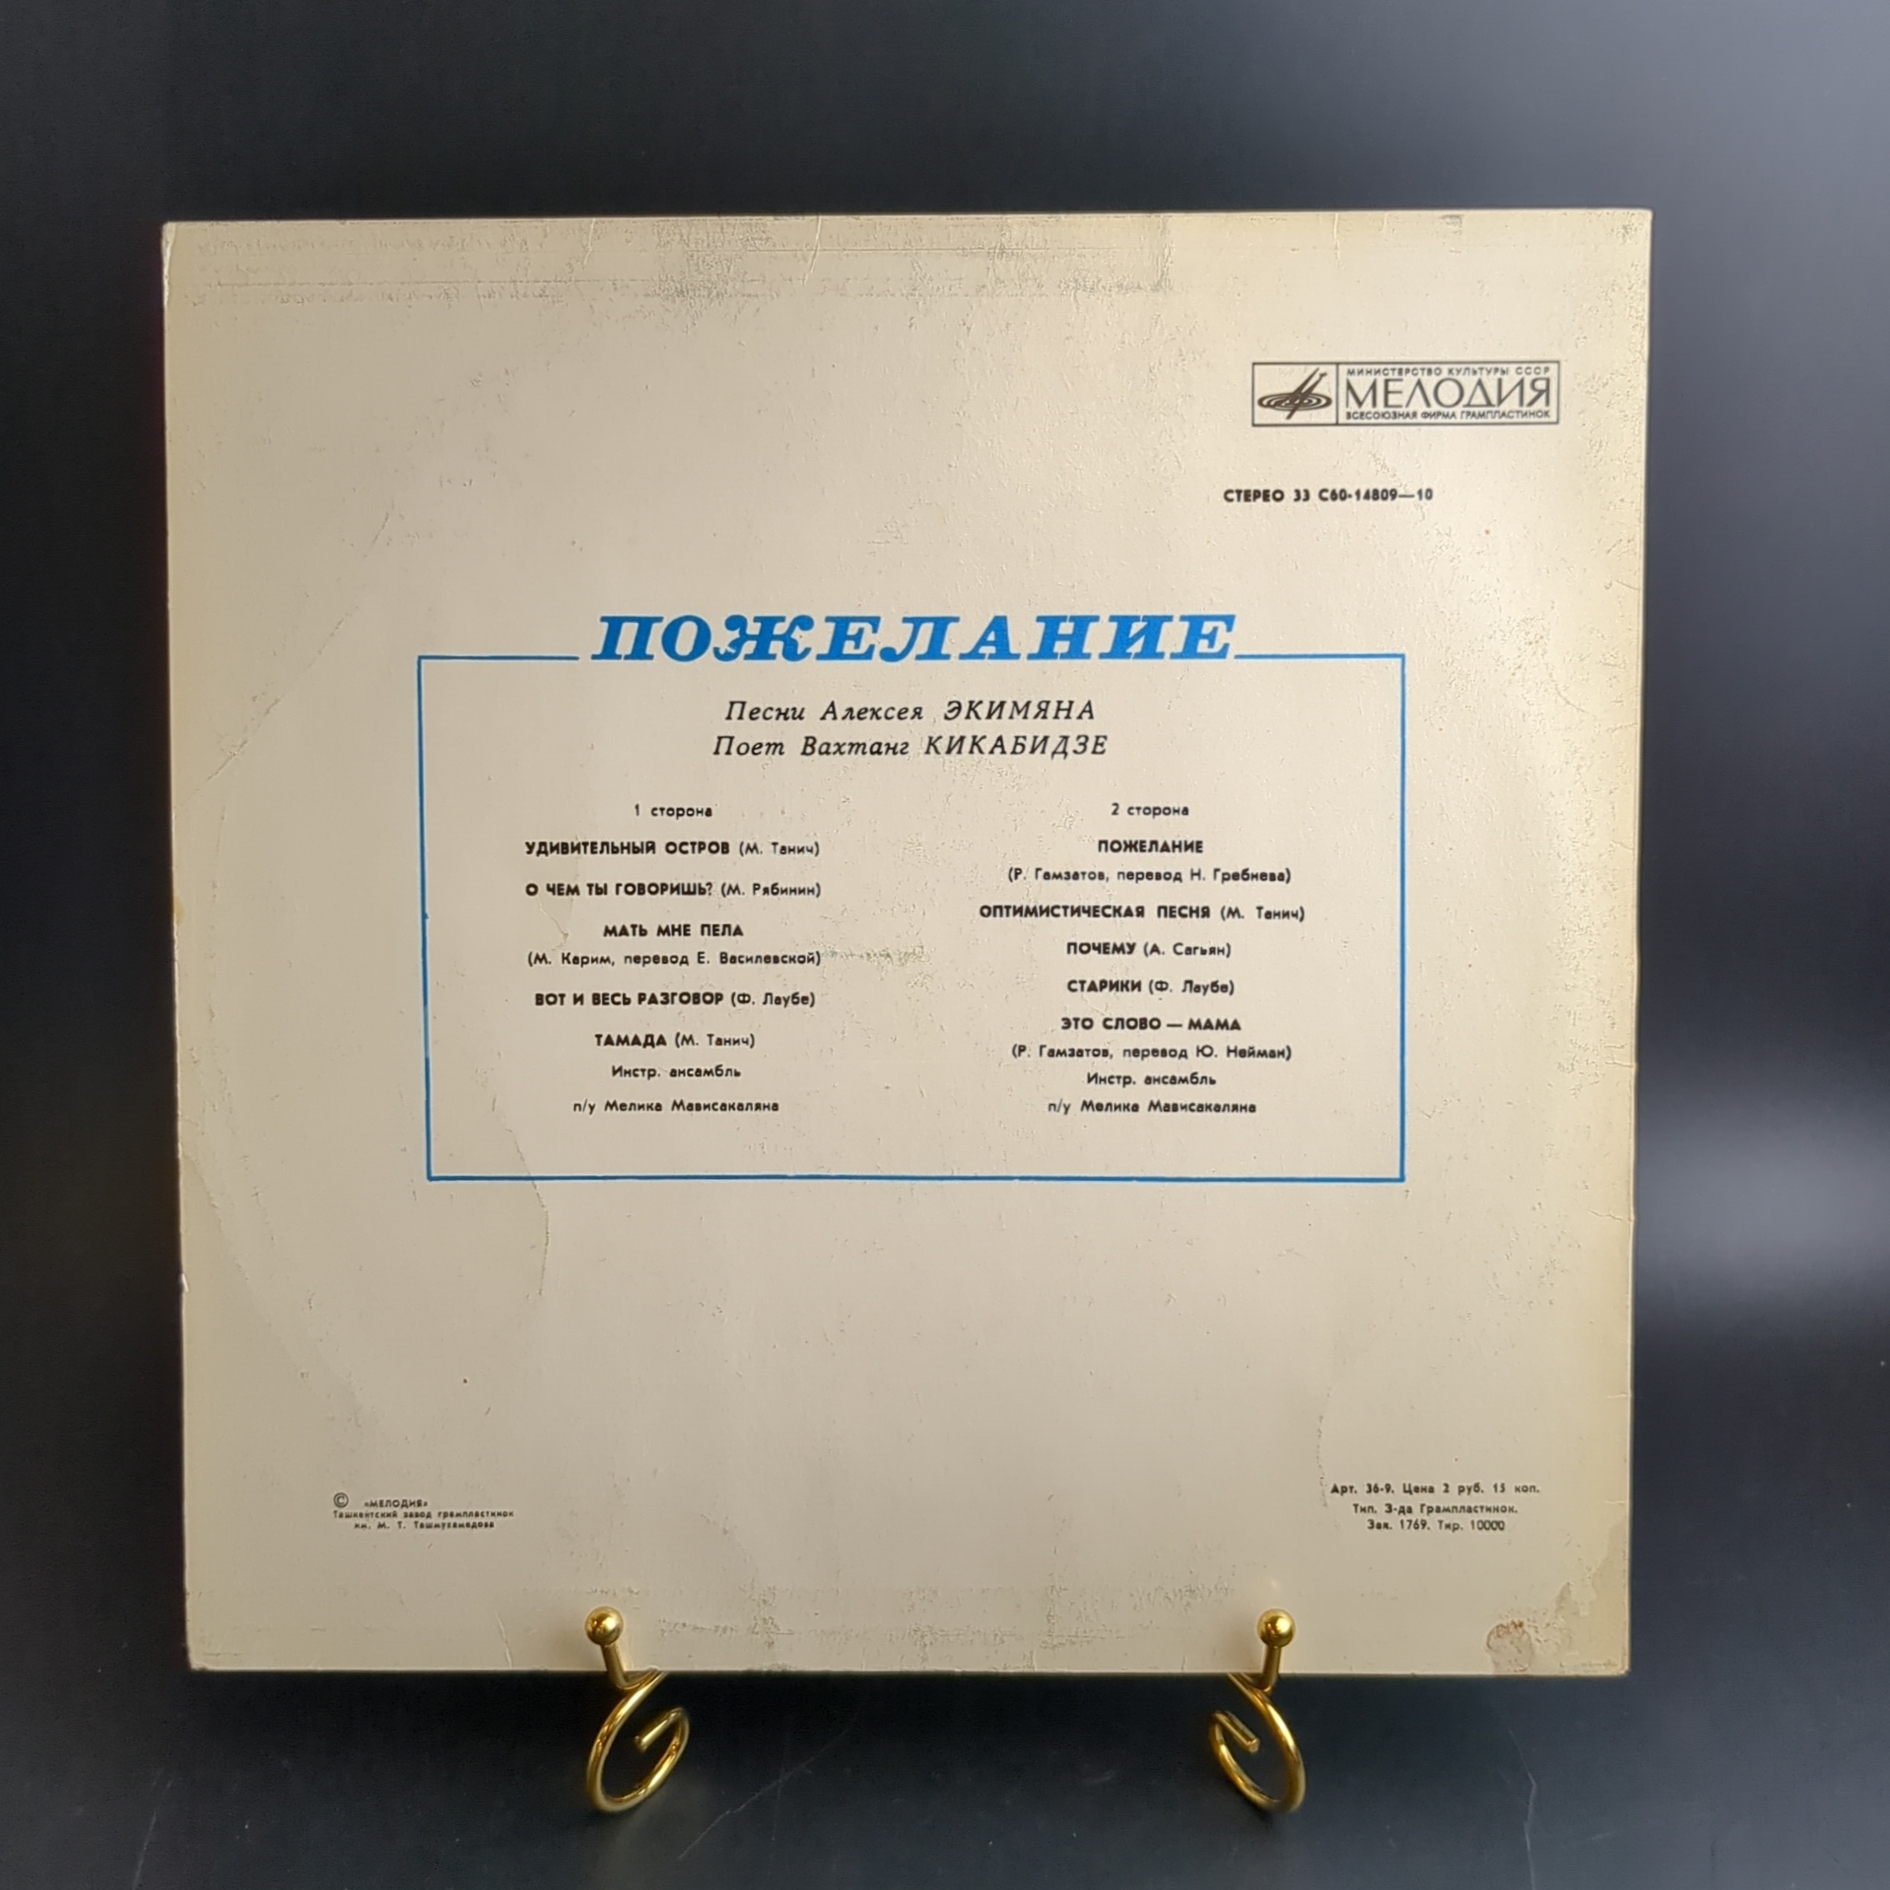 МИНИСТЕРСТВО КУЛЬТУРЫ СССР
МЕЛОДИЯ
ВСЕСОЮЗНАЯ ФИРМА ГРАМПЛАСТИНОК
СТЕРЕО 33 С60-14809—10
ПОЖЕЛАНИЕ
Песни Алексея ЭКИМЯНА
Поет Вахтанг КИКАБИДЗЕ
1 сторона
УДИВИТЕЛЬНЫЙ ОСТРОВ (М. Танич)
О ЧЕМ ТЫ ГОВОРИШЬ? (М. Рябинин)
МАТЬ МНЕ ПЕЛА
(М. Карим, перевод Е. Василевской)
ВОТ И ВЕСЬ РАЗГОВОР (Ф. Лаубе)
ТАМАДА (М. Танич)
Инстр. ансамбль
п/у Мелика Мависакаляна
2 сторона
ПОЖЕЛАНИЕ
(Р. Гамзатов, перевод Н. Гребнева)
ОПТИМИСТИЧЕСКАЯ ПЕСНЯ (М. Танич)
ПОЧЕМУ (А. Сагьян)
СТАРИКИ (Ф. Лаубе)
ЭТО СЛОВО — МАМА
(Р. Гамзатов, перевод Ю. Нейман)
Инстр. ансамбль
п/у Мелика Мависакаляна
© «МЕЛОДИЯ»
Ташкентский завод грампластинок
им. М. Т. Ташмухамедова
Арт. 36-9. Цена 2 руб. 15 коп.
Тип. З-да Грампластинок.
Зак. 1769. Тир. 10000